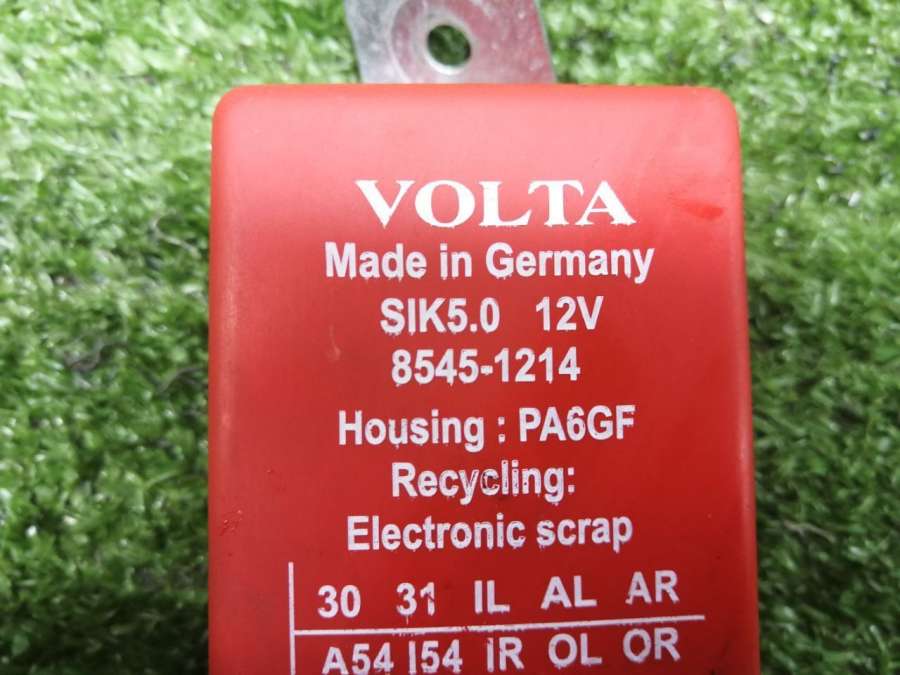 VOLTA
Made in Germany
SIK5.0 12V
8545-1214
Housing : PA6GF
Recycling:
Electronic scrap
30 31 IL AL AR
A54 I54 IR OL OR